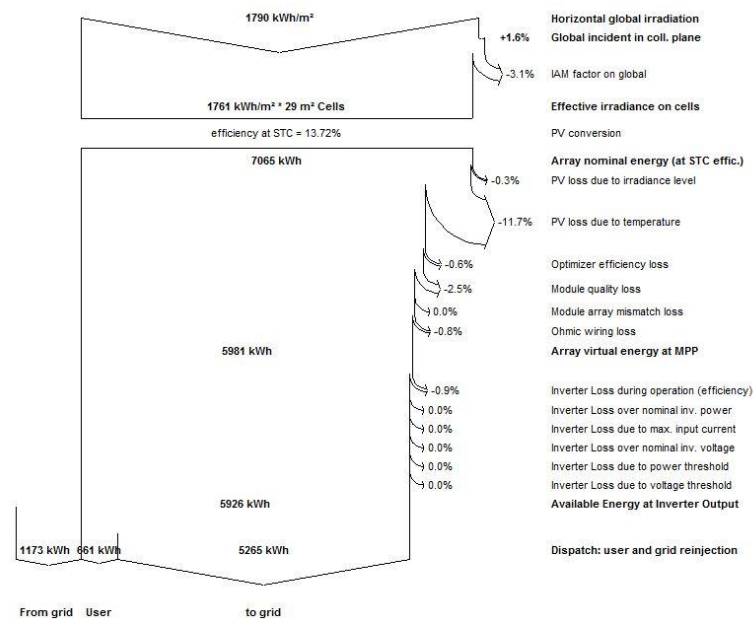 1790 kWh/m² Horizontal global irradiation
+1.6% Global incident in coll. plane
-3.1% IAM factor on global
1761 kWh/m² * 29 m² Cells Effective irradiance on cells
efficiency at STC = 13.72% PV conversion
7065 kWh Array nominal energy (at STC effic.)
-0.3% PV loss due to irradiance level
-11.7% PV loss due to temperature
-0.6% Optimizer efficiency loss
-2.5% Module quality loss
0.0% Module array mismatch loss
-0.8% Ohmic wiring loss
5981 kWh Array virtual energy at MPP
-0.9% Inverter Loss during operation (efficiency)
0.0% Inverter Loss over nominal inv. power
0.0% Inverter Loss due to max. input current
0.0% Inverter Loss over nominal inv. voltage
0.0% Inverter Loss due to power threshold
0.0% Inverter Loss due to voltage threshold
5926 kWh Available Energy at Inverter Output
1173 kWh 661 kWh 5265 kWh Dispatch: user and grid reinjection
From grid User to grid